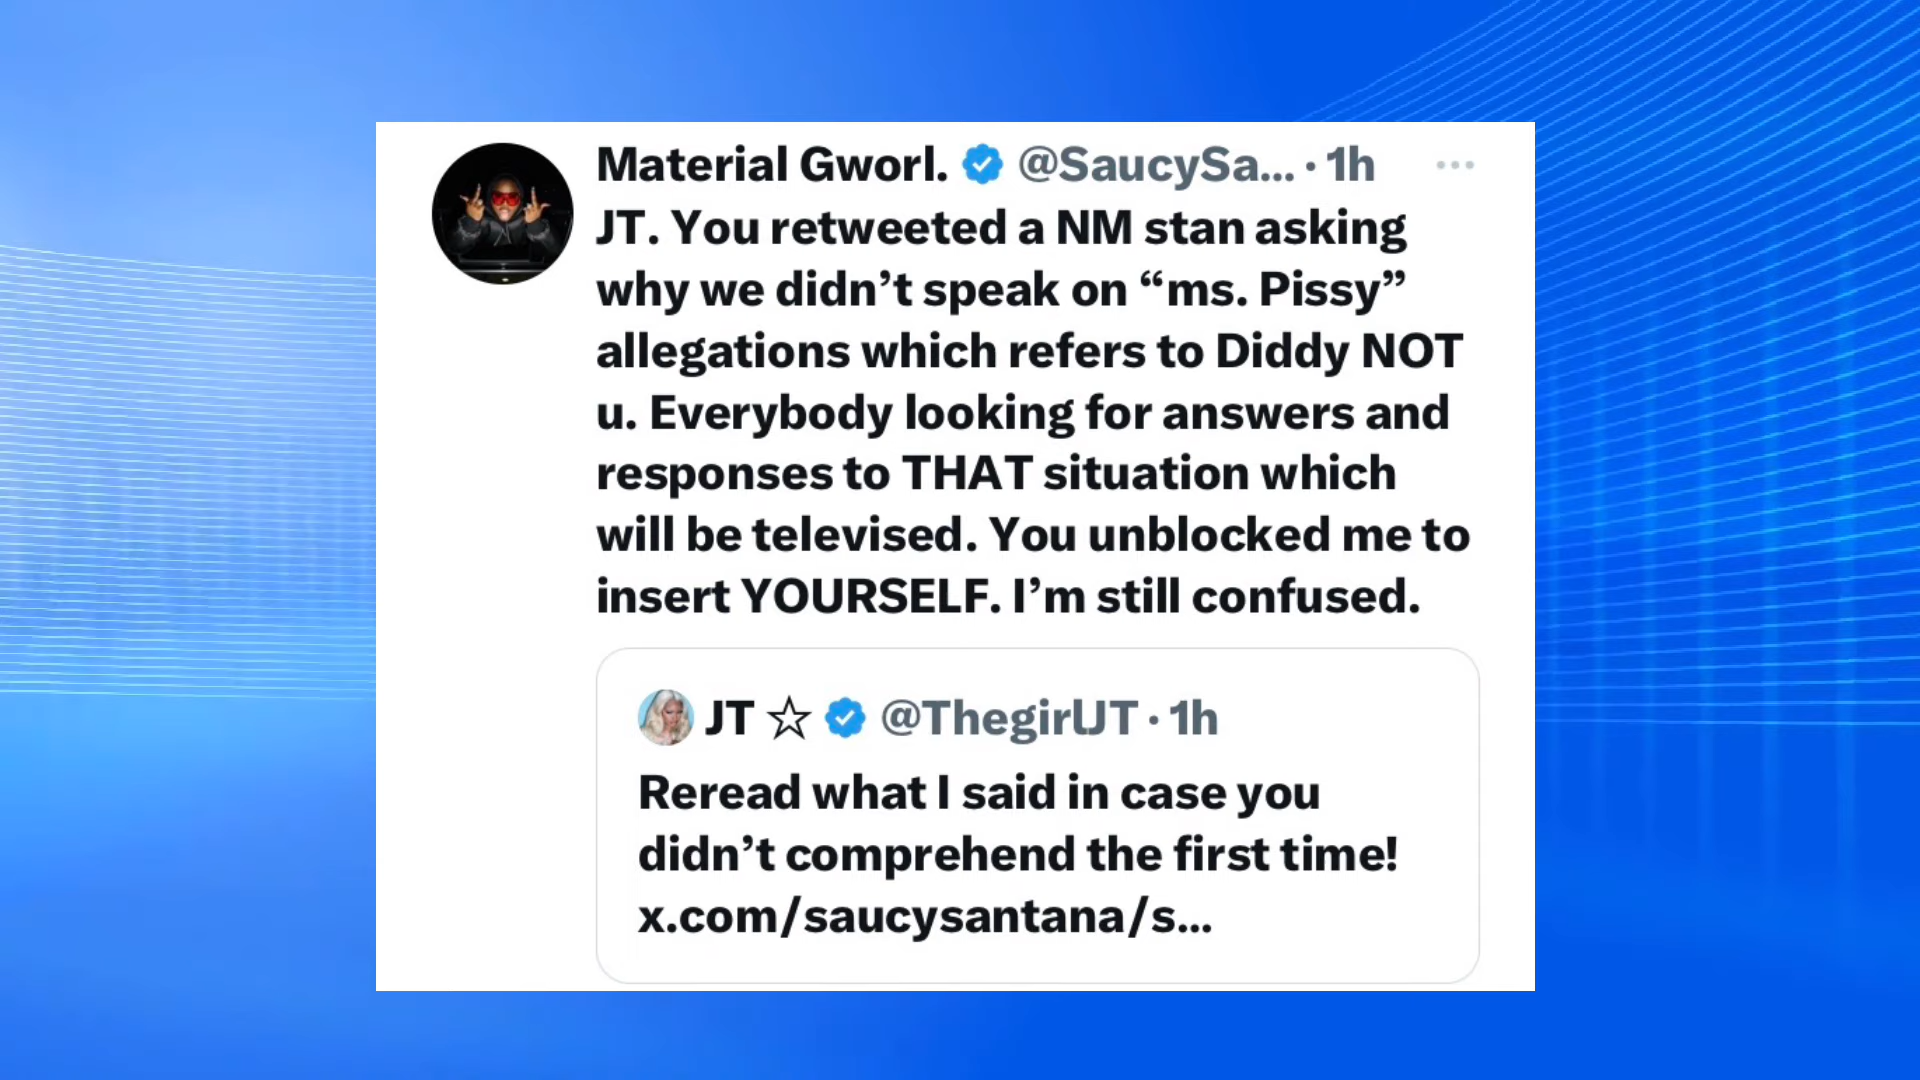 Material Gworl. @SaucySa... · 1h
JT. You retweeted a NM stan asking
why we didn’t speak on “ms. Pissy”
allegations which refers to Diddy NOT
u. Everybody looking for answers and
responses to THAT situation which
will be televised. You unblocked me to
insert YOURSELF. I’m still confused.
JT ☆ @ThegirlJT · 1h
Reread what I said in case you
didn’t comprehend the first time!
x.com/saucysantana/s...